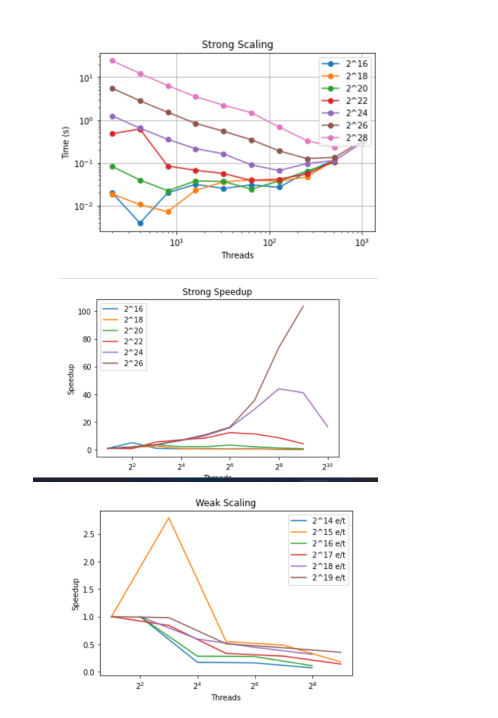 Strong Scaling
Time (s)
10^1
10^0
10^-1
10^-2
2^16
2^18
2^20
2^22
2^24
2^26
2^28
10^1 10^2 10^3
Threads
Strong Speedup
Speedup
100
80
60
40
20
0
2^16
2^18
2^20
2^22
2^24
2^26
2^2 2^4 2^6 2^8 2^10
Threads
Weak Scaling
Speedup
2.5
2.0
1.5
1.0
0.5
0.0
2^14 e/t
2^15 e/t
2^16 e/t
2^17 e/t
2^18 e/t
2^19 e/t
2^2 2^4 2^6 2^8
Threads